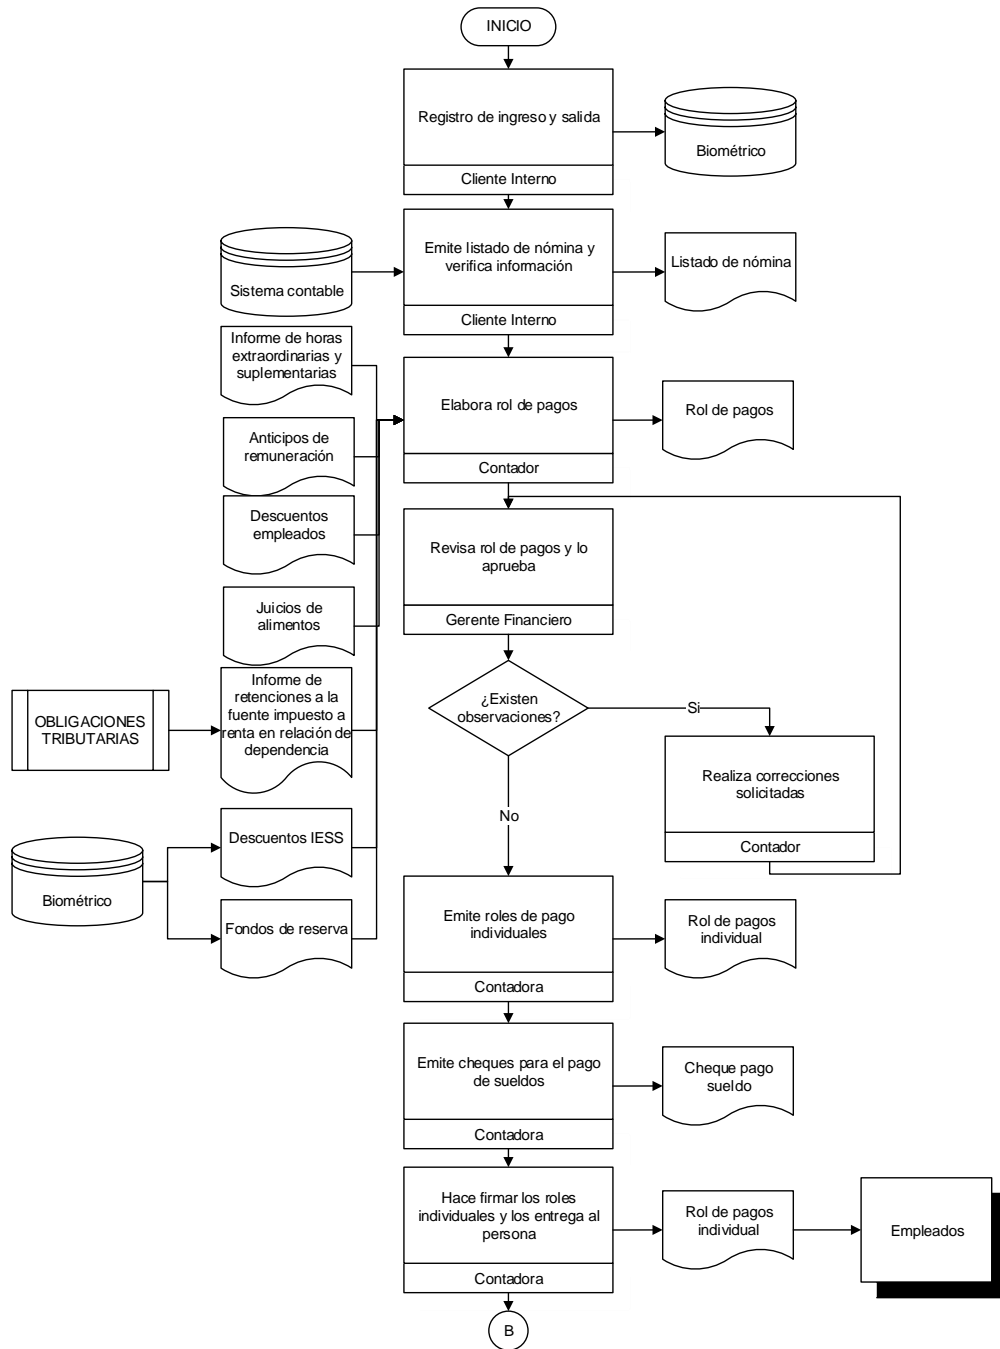 INICIO
Registro de ingreso y salida
Cliente Interno
Biométrico
Sistema contable
Emite listado de nómina y
verifica información
Cliente Interno
Listado de nómina
Informe de horas
extraordinarias y
suplementarias
Elabora rol de pagos
Contador
Rol de pagos
Anticipos de
remuneración
Descuentos
empleados
Revisa rol de pagos y lo
aprueba
Gerente Financiero
Juicios de
alimentos
OBLIGACIONES
TRIBUTARIAS
Informe de
retenciones a la
fuente impuesto a
renta en relación de
dependencia
¿Existen
observaciones?
Si
Realiza correcciones
solicitadas
Contador
No
Biométrico
Descuentos IESS
Fondos de reserva
Emite roles de pago
individuales
Contadora
Rol de pagos
individual
Emite cheques para el pago
de sueldos
Contadora
Cheque pago
sueldo
Hace firmar los roles
individuales y los entrega al
persona
Contadora
Rol de pagos
individual
Empleados
B